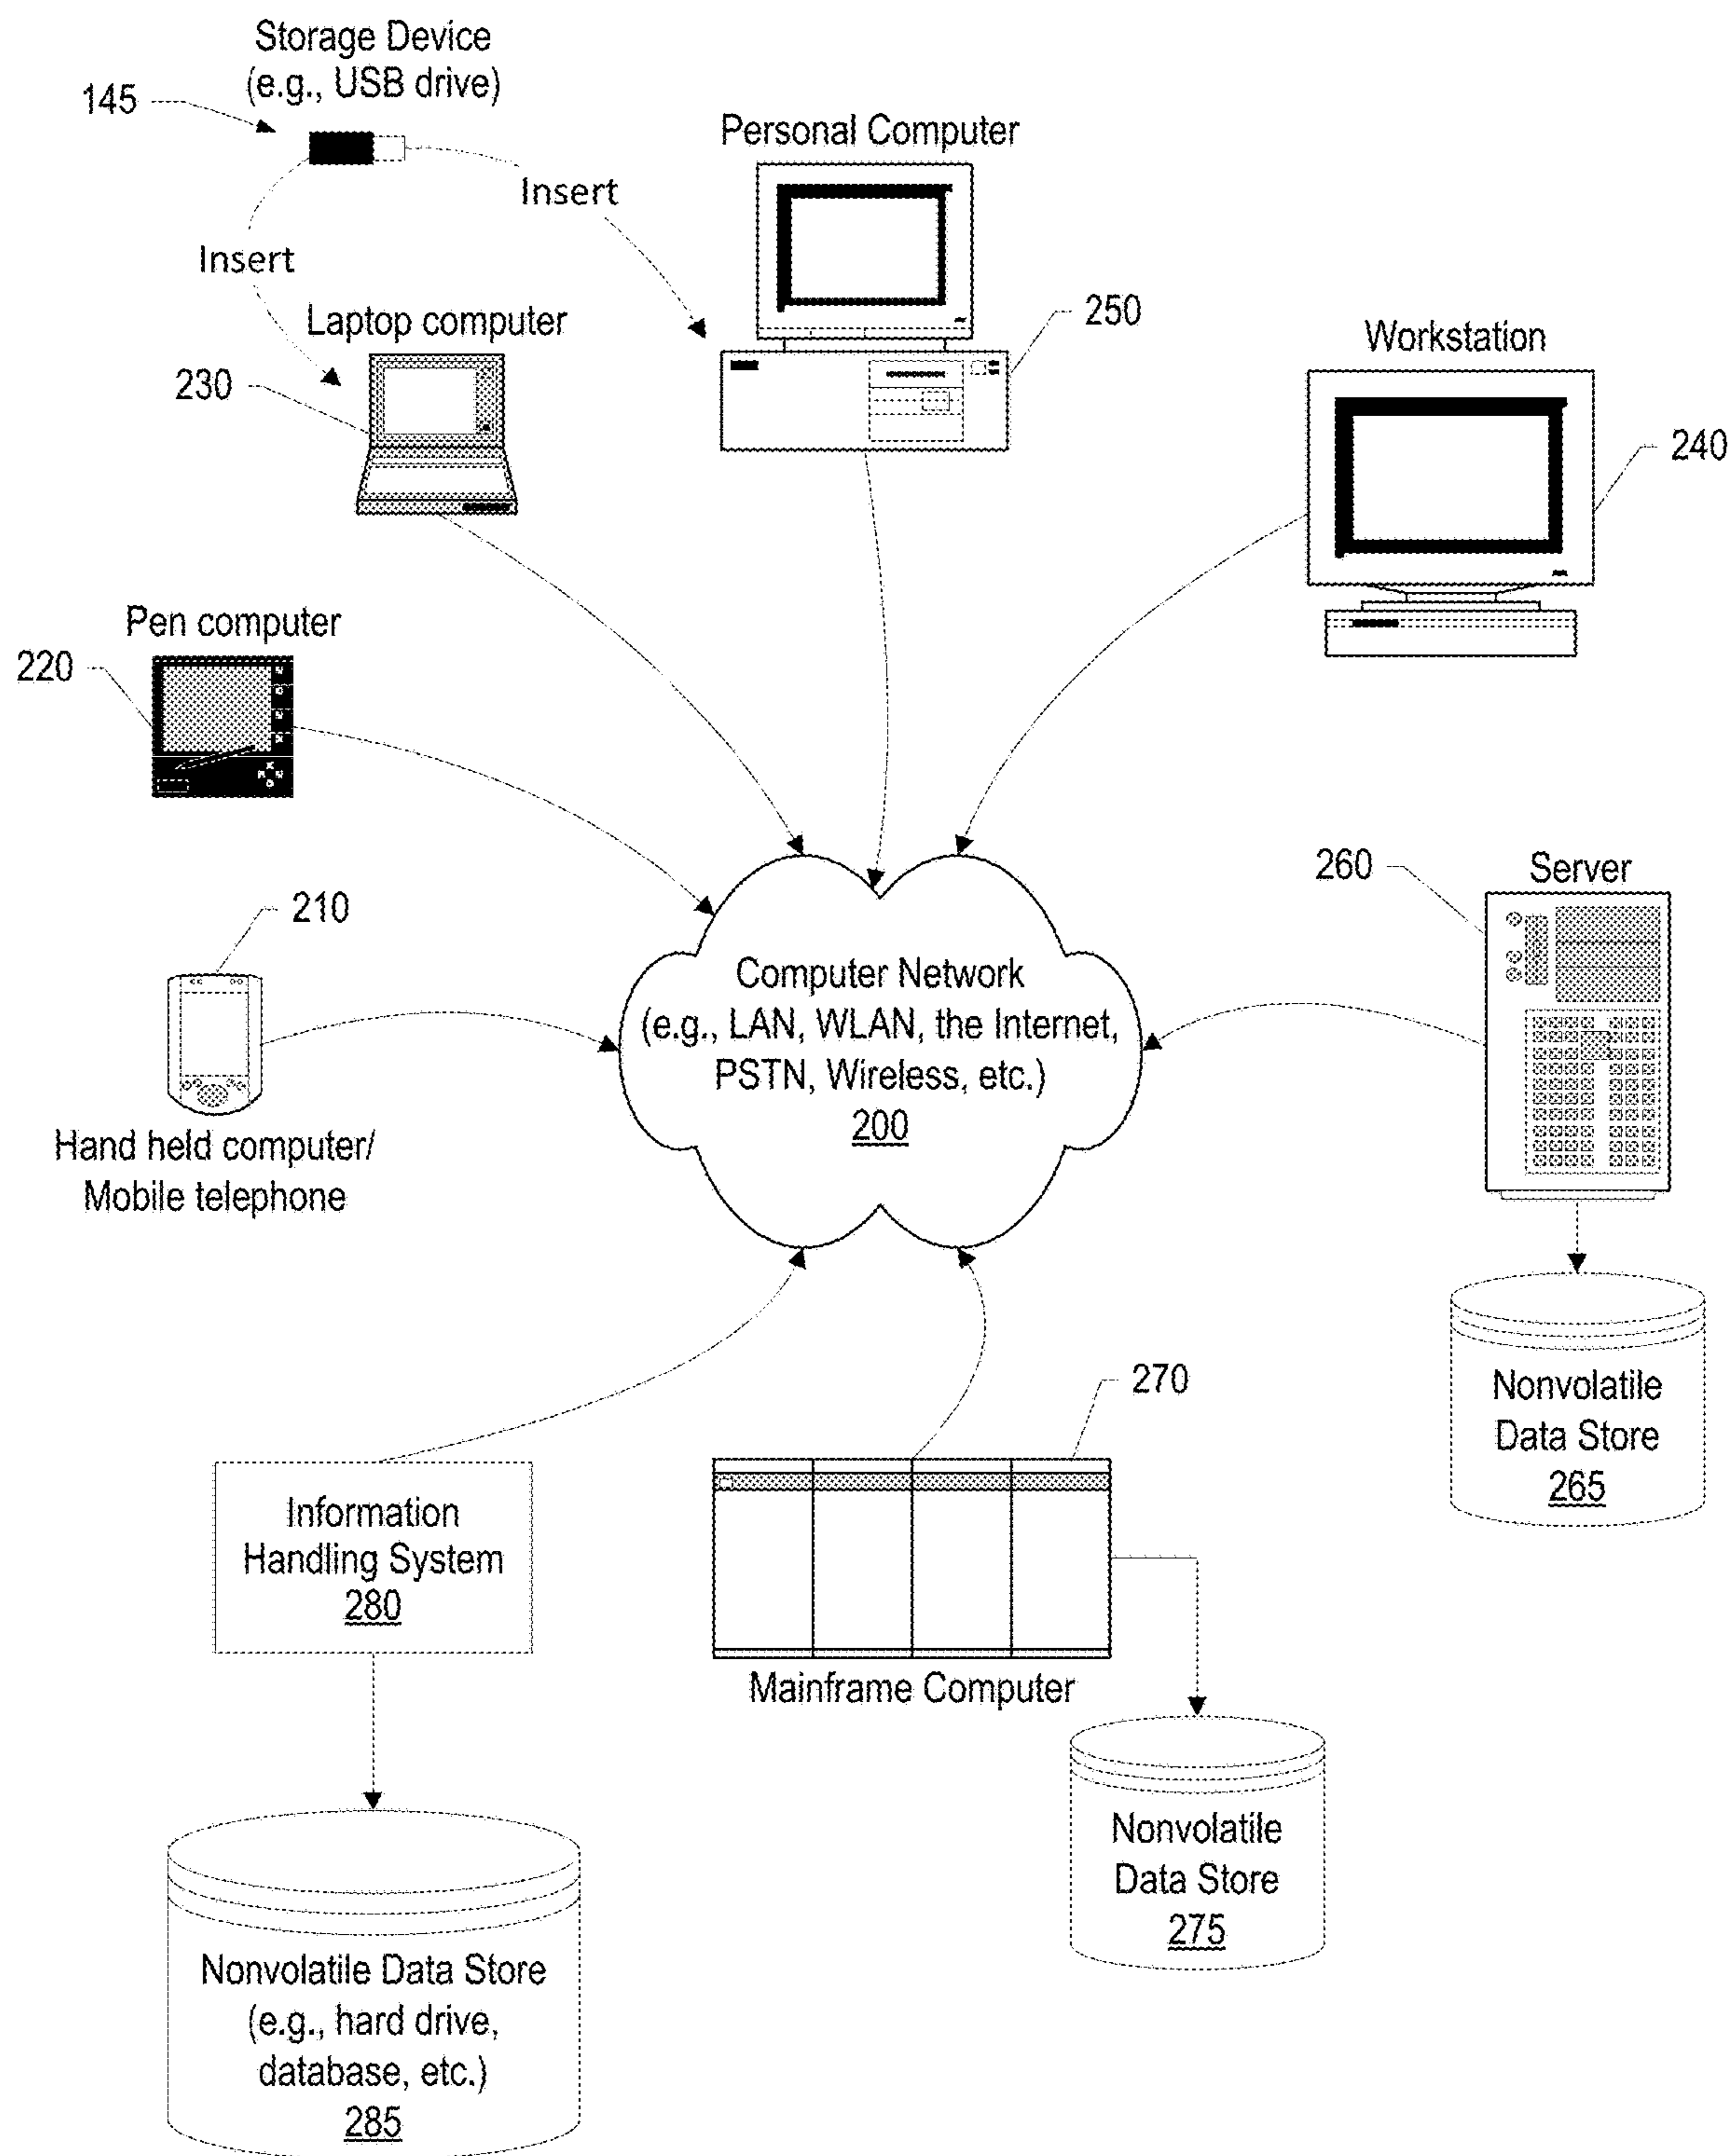 Storage Device
(e.g., USB drive)
145
Insert
Insert
Personal Computer
250
Laptop computer
230
Workstation
240
Pen computer
220
210
Hand held computer/
Mobile telephone
Computer Network
(e.g., LAN, WLAN, the Internet,
PSTN, Wireless, etc.)
200
260
Server
Nonvolatile
Data Store
265
270
Mainframe Computer
Information
Handling System
280
Nonvolatile
Data Store
275
Nonvolatile Data Store
(e.g., hard drive,
database, etc.)
285